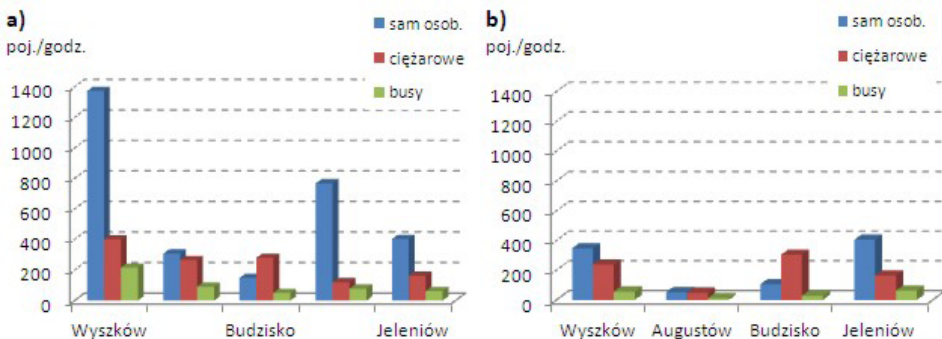 a)
poj./godz.
sam osob.
ciężarowe
busy
1400
1200
1000
800
600
400
200
0
Wyszków Budzisko Jeleniów
b)
poj./godz.
sam osob.
ciężarowe
busy
1400
1200
1000
800
600
400
200
0
Wyszków Augustów Budzisko Jeleniów